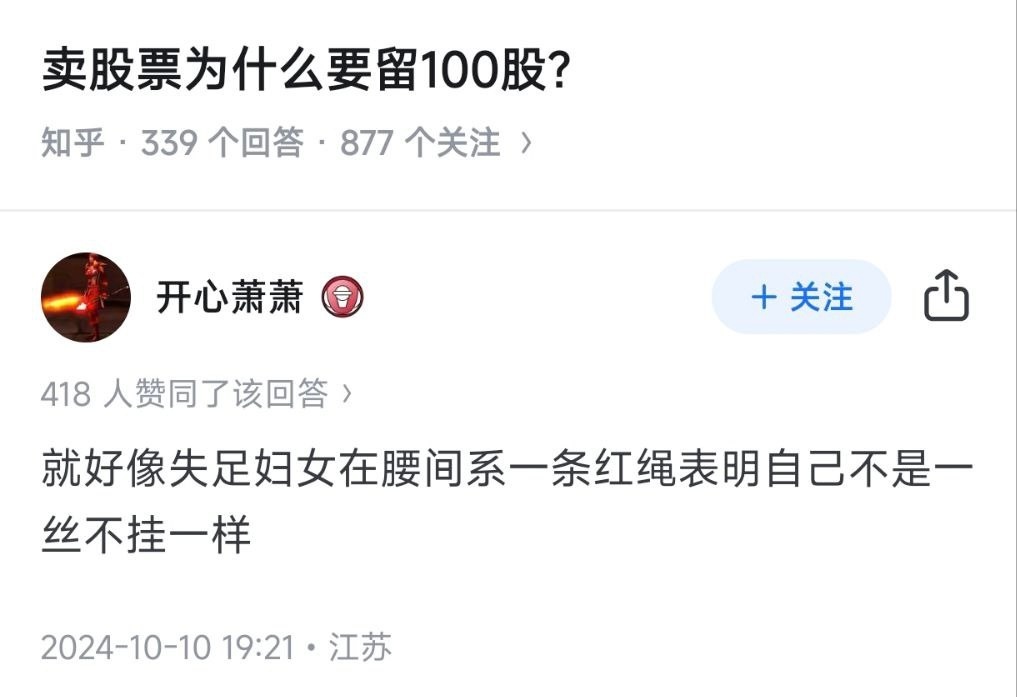 卖股票为什么要留100股?
知乎 · 339 个回答 · 877 个关注 >
开心萧萧
+ 关注
418 人赞同了该回答 >
就好像失足妇女在腰间系一条红绳表明自己不是一
丝不挂一样
2024-10-10 19:21 · 江苏